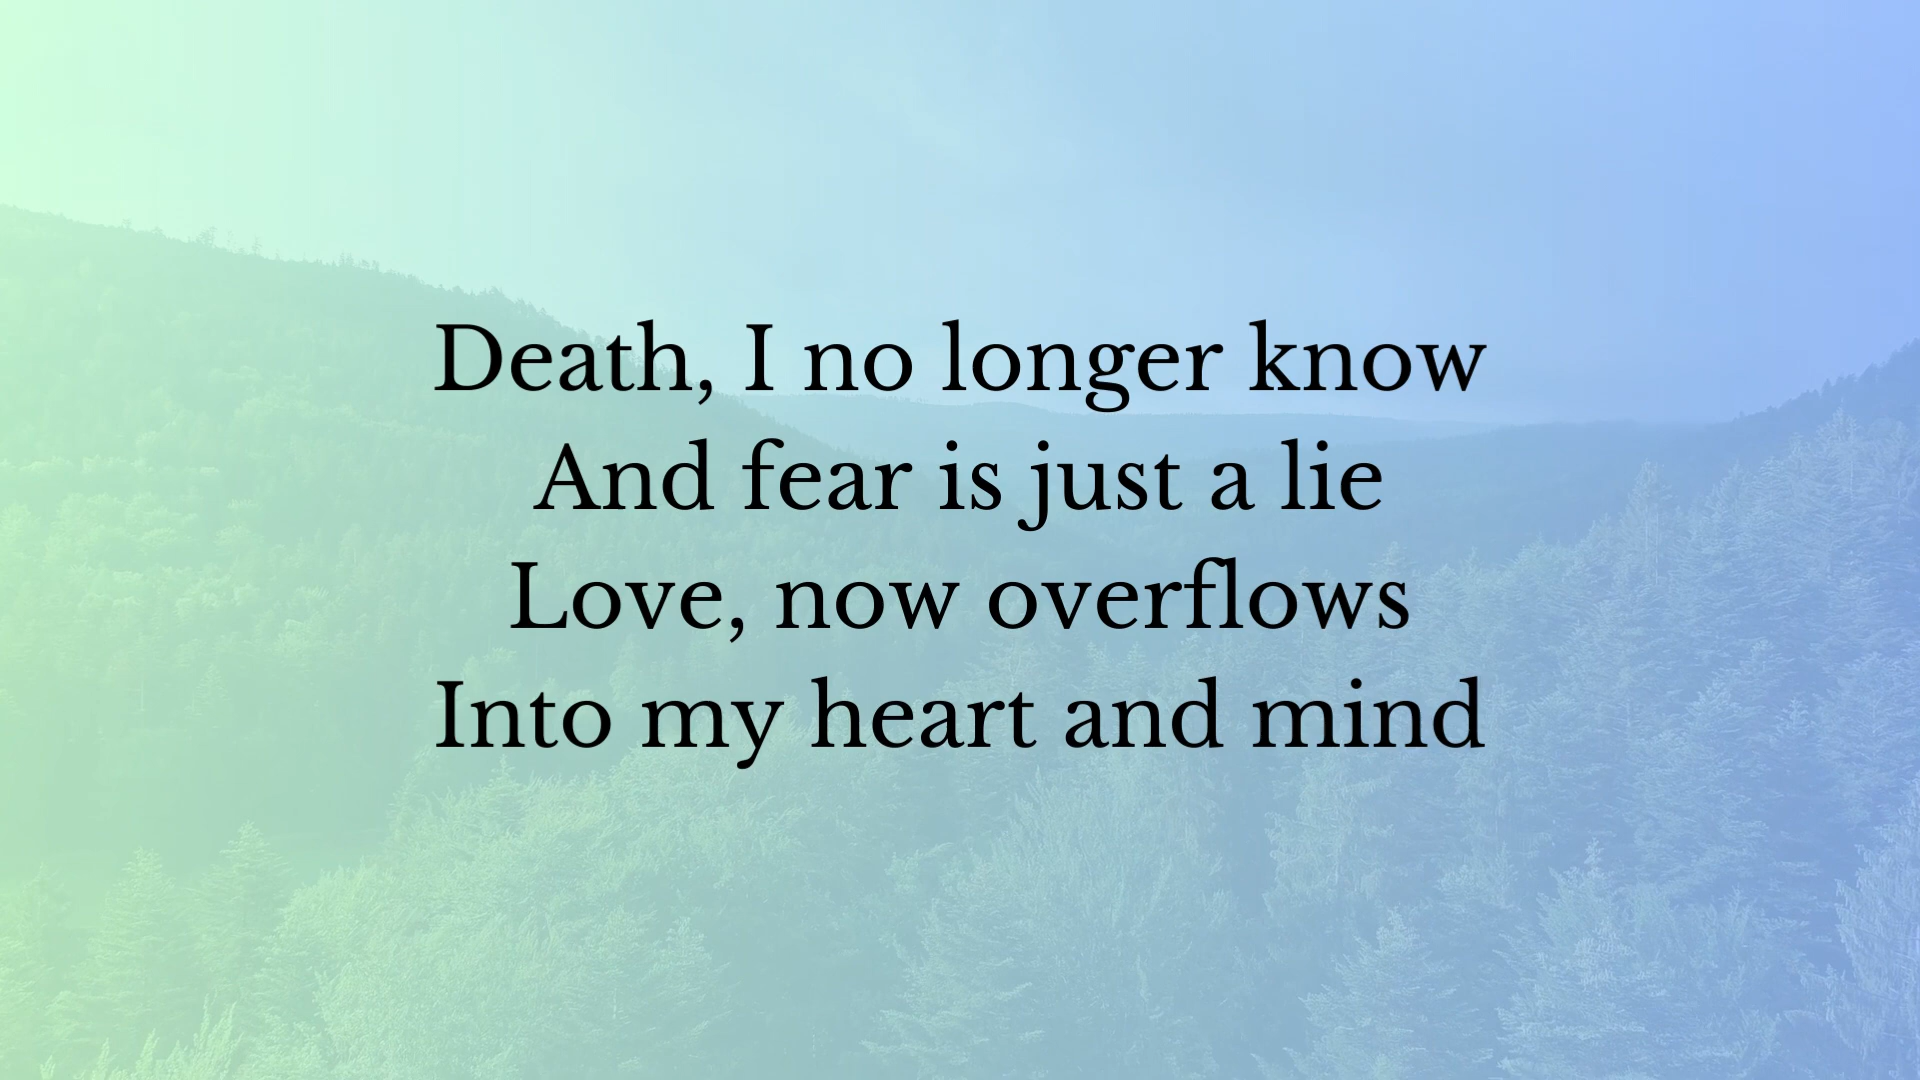 Death, I no longer know
And fear is just a lie
Love, now overflows
Into my heart and mind